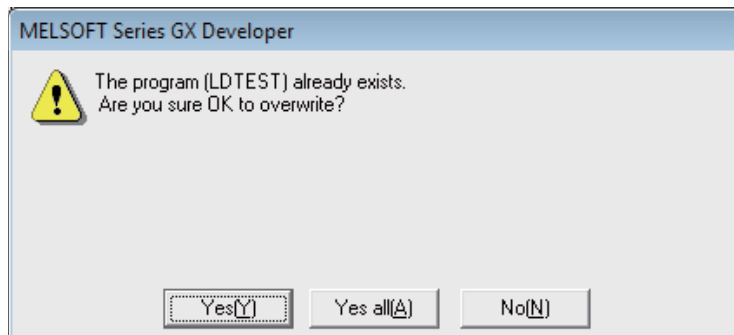 MELSOFT Series GX Developer
The program (LDTEST) already exists.
Are you sure OK to overwrite?
Yes(Y) Yes all(A) No(N)